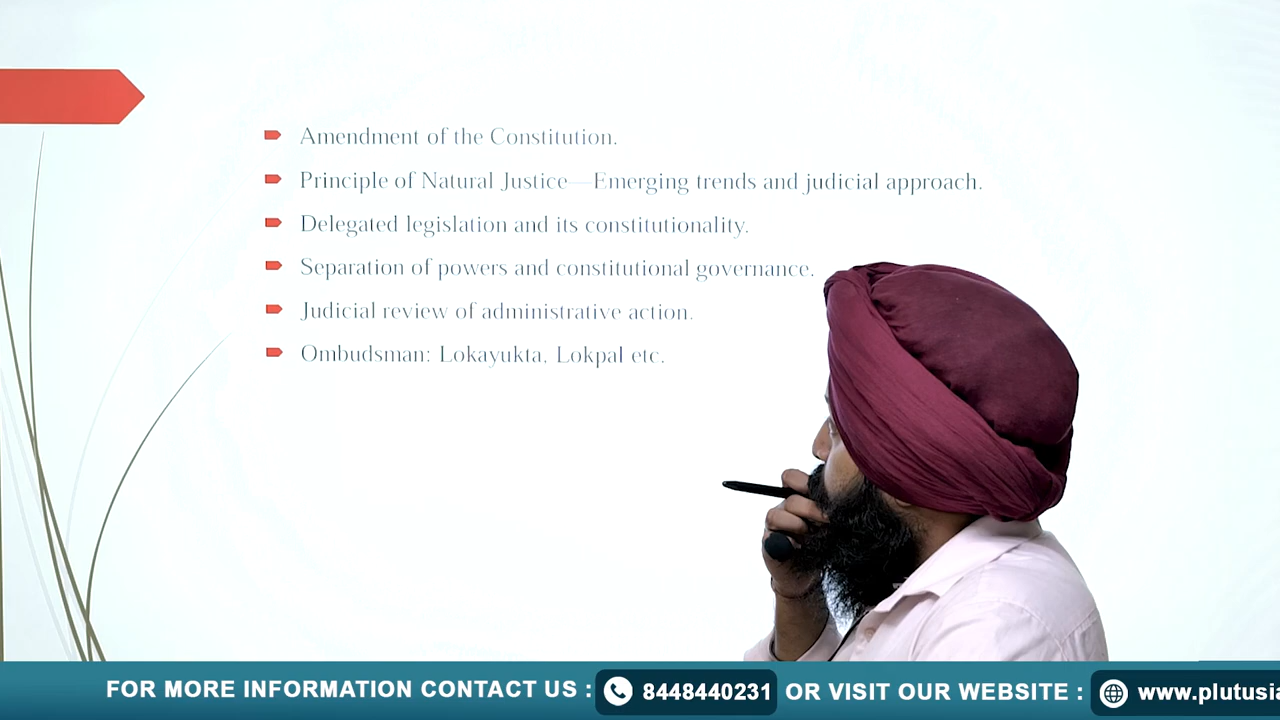 Amendment of the Constitution.
Principle of Natural Justice—Emerging trends and judicial approach.
Delegated legislation and its constitutionality.
Separation of powers and constitutional governance.
Judicial review of administrative action.
Ombudsman: Lokayukta, Lokpal etc.
FOR MORE INFORMATION CONTACT US : 8448440231 OR VISIT OUR WEBSITE : www.plutusia